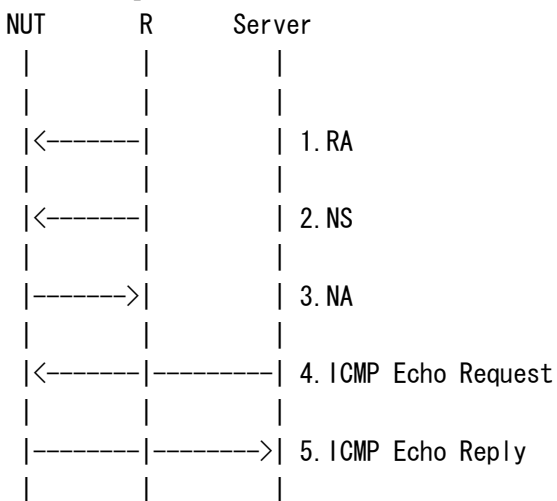 NUT R Server
1.RA
2.NS
3.NA
4.ICMP Echo Request
5.ICMP Echo Reply